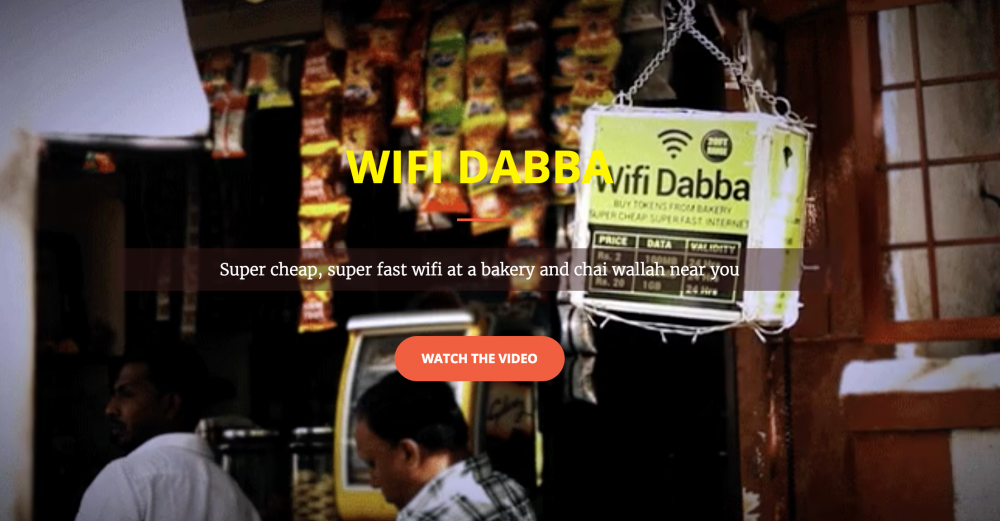 WIFI DABBA
Super cheap, super fast wifi at a bakery and chai wallah near you
WATCH THE VIDEO
Wifi Dabba
BUY TOKENS FROM BAKERY
SUPER CHEAP SUPER FAST INTERNET
PRICE DATA VALIDITY
Rs. 2 100MB 24 Hrs
Rs. 20 1GB 24 Hrs